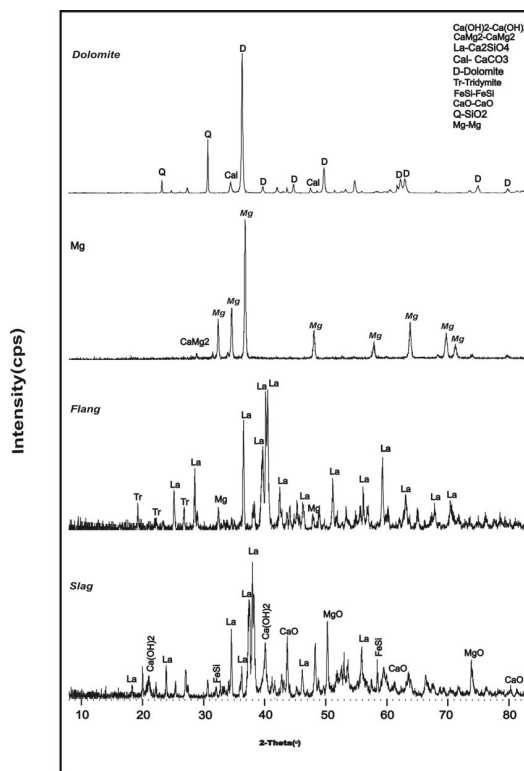 Ca(OH)2-Ca(OH)
CaMg2-CaMg2
La-Ca2SiO4
Cal- CaCO3
D-Dolomite
Tr-Tridymite
FeSi-FeSi
CaO-CaO
Q-SiO2
Mg-Mg
Dolomite
Q Q Cal D D D Cal D D D D D
Mg
CaMg2 Mg Mg Mg Mg Mg Mg Mg Mg
Flang
Tr Tr La Tr La Mg La La La La La La Mg La La La La La La
Slag
La Ca(OH)2 La FeSi La La La La Ca(OH)2 CaO La MgO La FeSi CaO MgO CaO
10 20 30 40 50 60 70 80
2-Theta(°)
Intensity(cps)